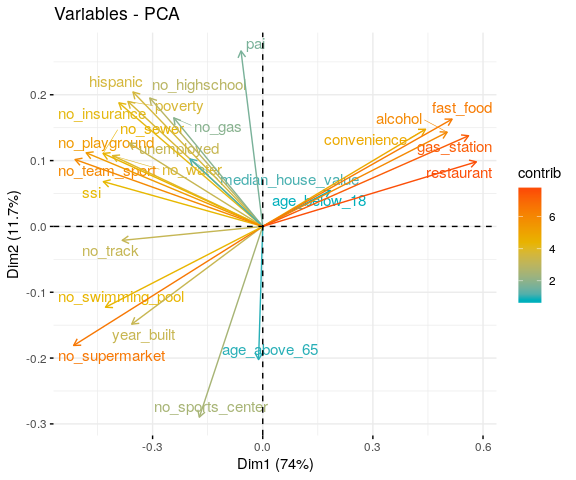 Variables - PCA
pai
hispanic
no_highschool
fast_food
no_insurance
poverty
alcohol
no_sewer
no_gas
convenience
no_playground
unemployed
gas_station
no_team_sport
no_water
restaurant
median_house_value
ssi
age_below_18
no_track
no_swimming_pool
year_built
no_supermarket
age_above_65
no_sports_center
0.2
0.1
0.0
-0.1
-0.2
-0.3
Dim2 (11.7%)
-0.3
0.0
0.3
0.6
Dim1 (74%)
contrib
6
4
2